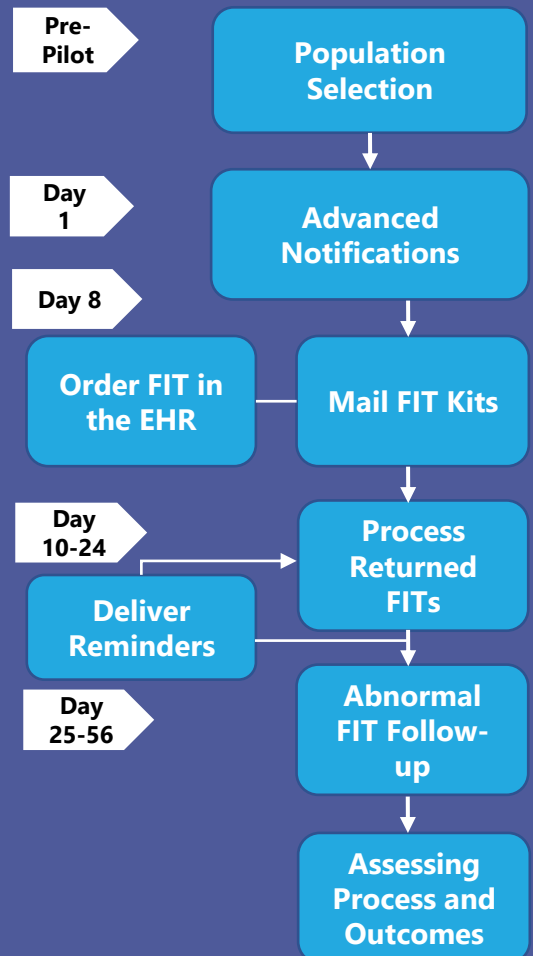 Pre-
Pilot
Population
Selection
Day
1
Advanced
Notifications
Day 8
Order FIT in
the EHR
Mail FIT Kits
Day
10-24
Process
Returned
FITs
Deliver
Reminders
Day
25-56
Abnormal
FIT Follow-
up
Assessing
Process and
Outcomes